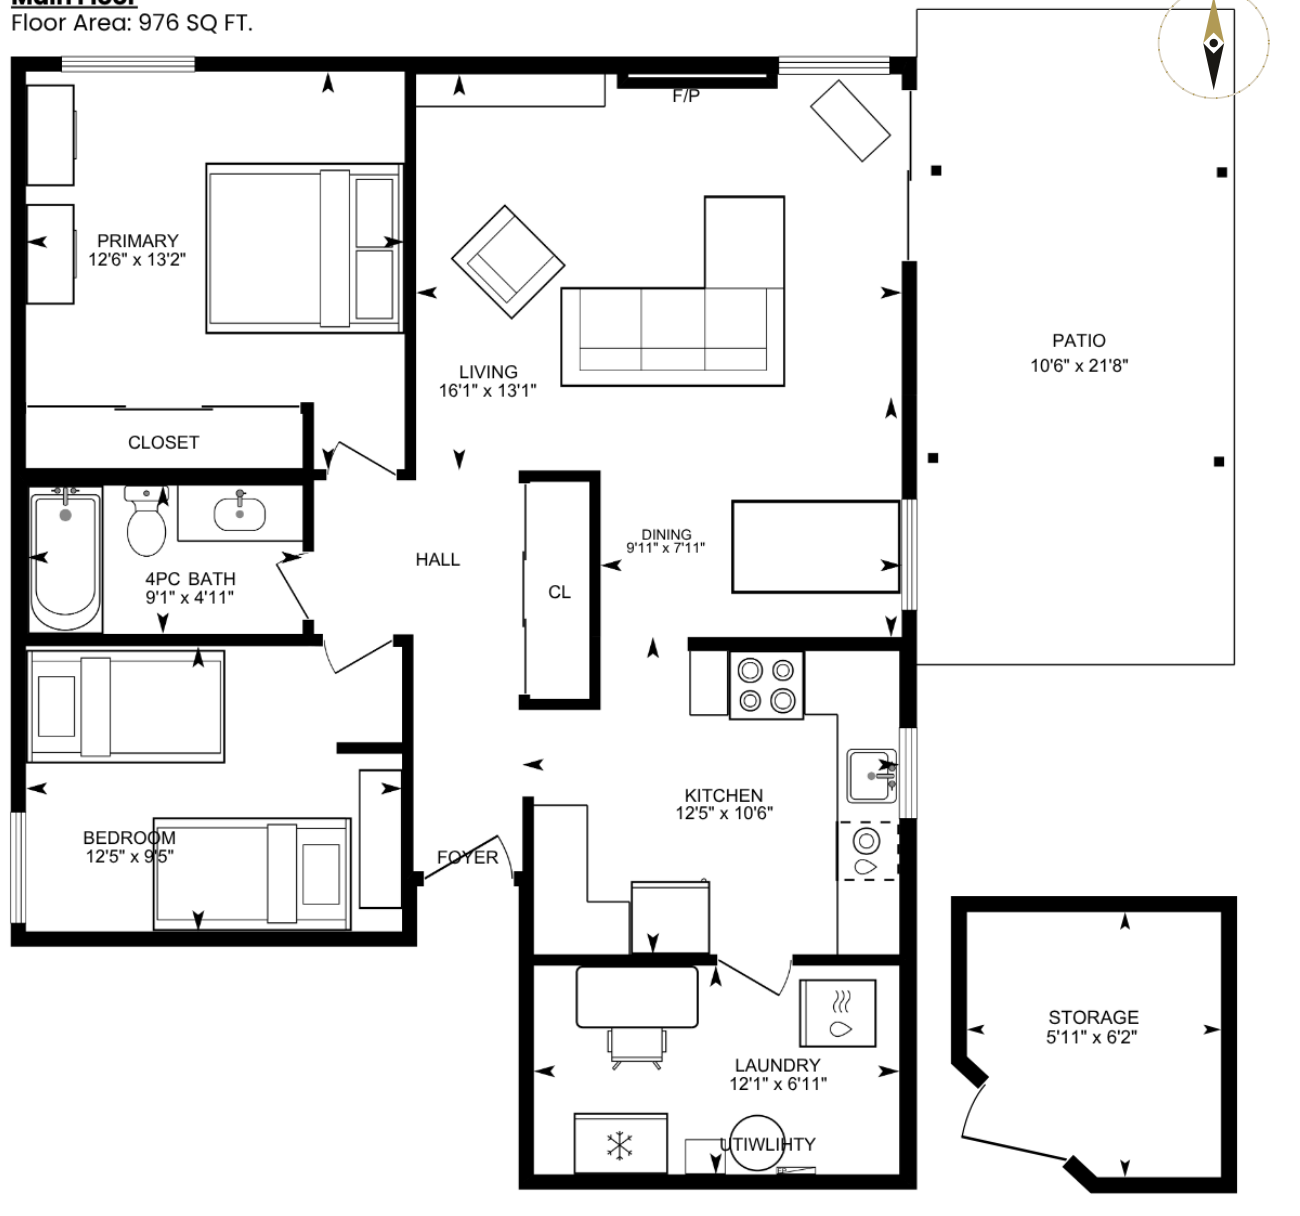 Main Floor
Floor Area: 976 SQ FT.
F/P
PRIMARY
12'6" x 13'2"
PATIO
10'6" x 21'8"
LIVING
16'1" x 13'1"
CLOSET
DINING
9'11" x 7'11"
HALL
4PC BATH
9'1" x 4'11"
CL
KITCHEN
12'5" x 10'6"
BEDROOM
12'5" x 9'5"
FOYER
STORAGE
5'11" x 6'2"
LAUNDRY
12'1" x 6'11"